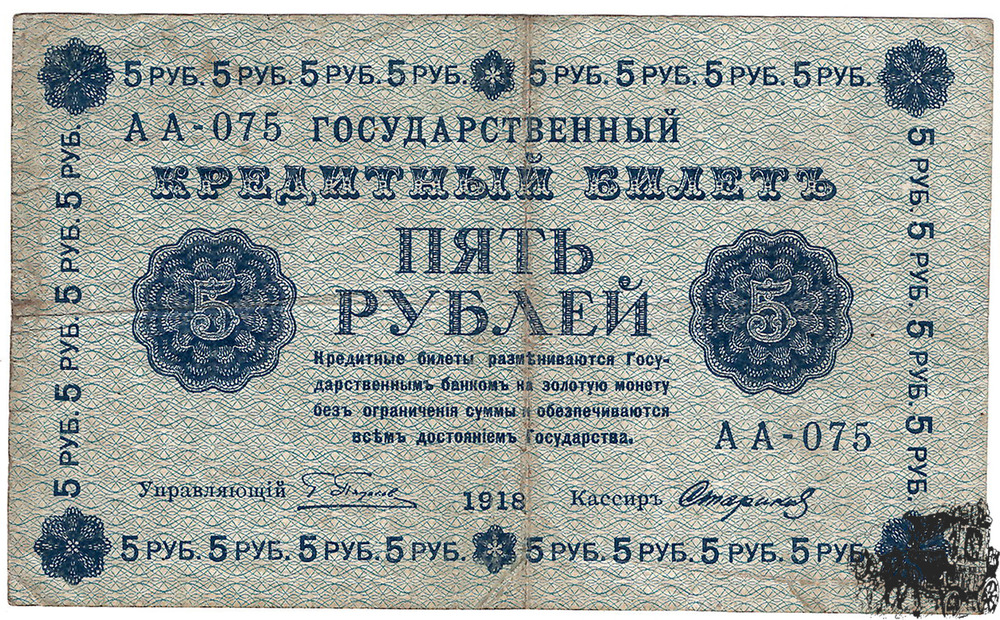 5 РУБ. 5 РУБ. 5 РУБ. 5 РУБ. 5 РУБ. 5 РУБ. 5 РУБ. 5 РУБ.
АА-075 ГОСУДАРСТВЕННЫЙ
КРЕДИТНЫЙ БИЛЕТЪ
ПЯТЬ
РУБЛЕЙ
5
5
Кредитные билеты размѣниваются Госу-
дарственнымъ банкомъ на золотую монету
безъ ограниченія суммы и обезпечиваются
всѣмъ достояніемъ Государства.
АА-075
Управляющій
1918
Кассиръ
5 РУБ. 5 РУБ. 5 РУБ. 5 РУБ. 5 РУБ. 5 РУБ. 5 РУБ. 5 РУБ.
5 РУБ. 5 РУБ. 5 РУБ. 5 РУБ.
5 РУБ. 5 РУБ. 5 РУБ. 5 РУБ.